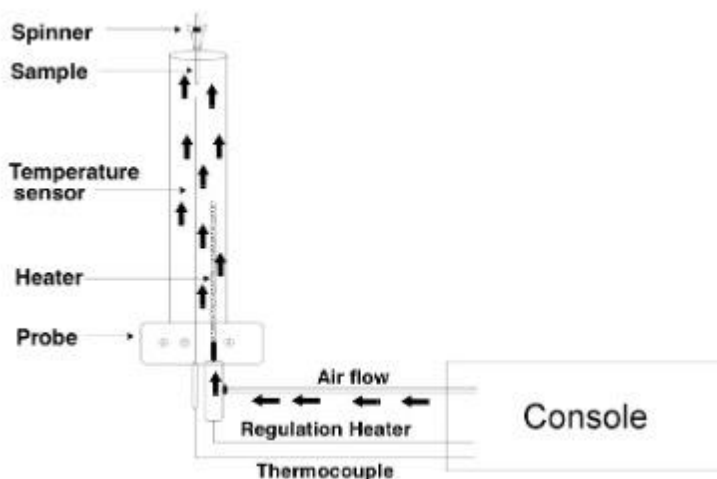 Spinner
Sample
Temperature
sensor
Heater
Probe
Air flow
Console
Regulation Heater
Thermocouple